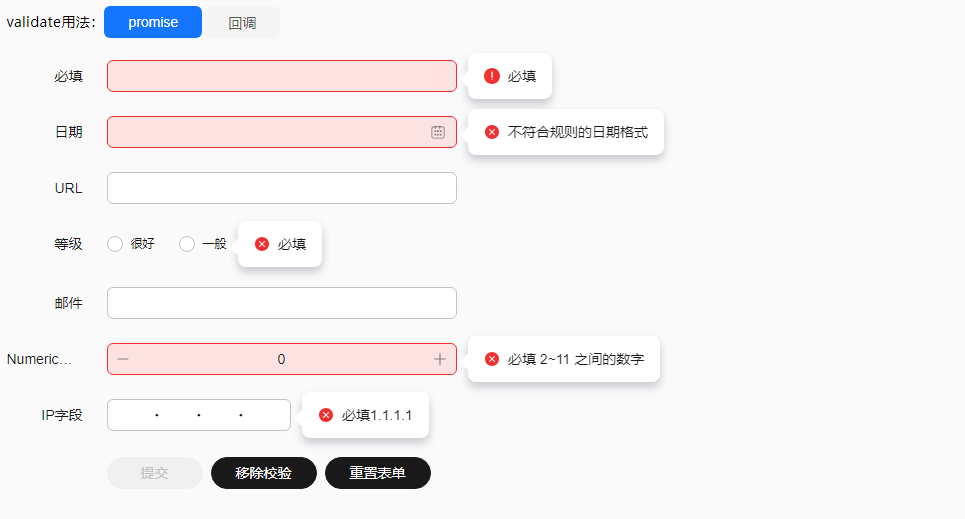 validate用法： promise 回调
必填 必填
日期 不符合规则的日期格式
URL
等级 很好 一般 必填
邮件
Numeric... 0 必填 2~11 之间的数字
IP字段 . . . 必填1.1.1.1
提交 移除校验 重置表单